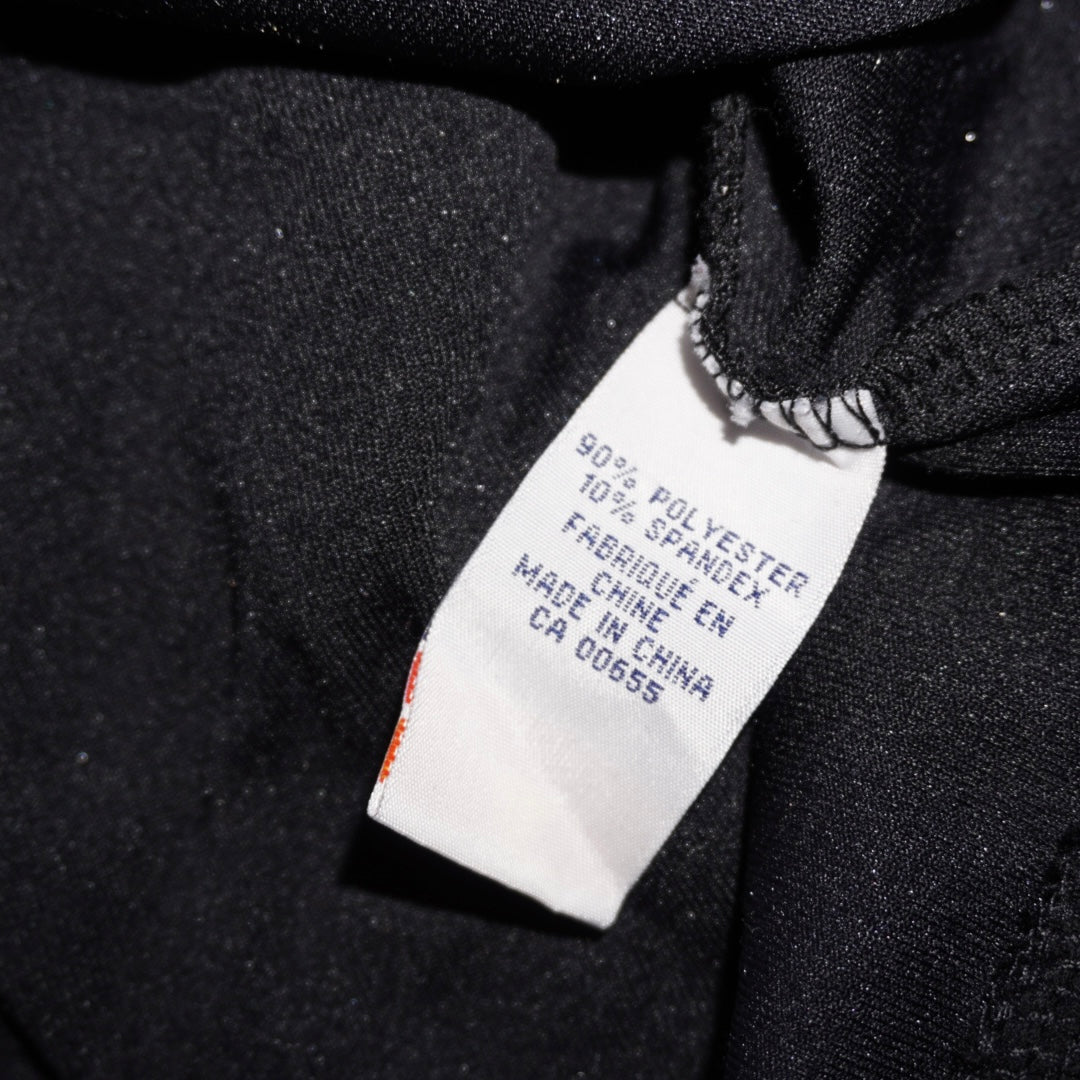 90% POLYESTER
10% SPANDEX
FABRIQUÉ EN
CHINE
MADE IN CHINA
CA 00655